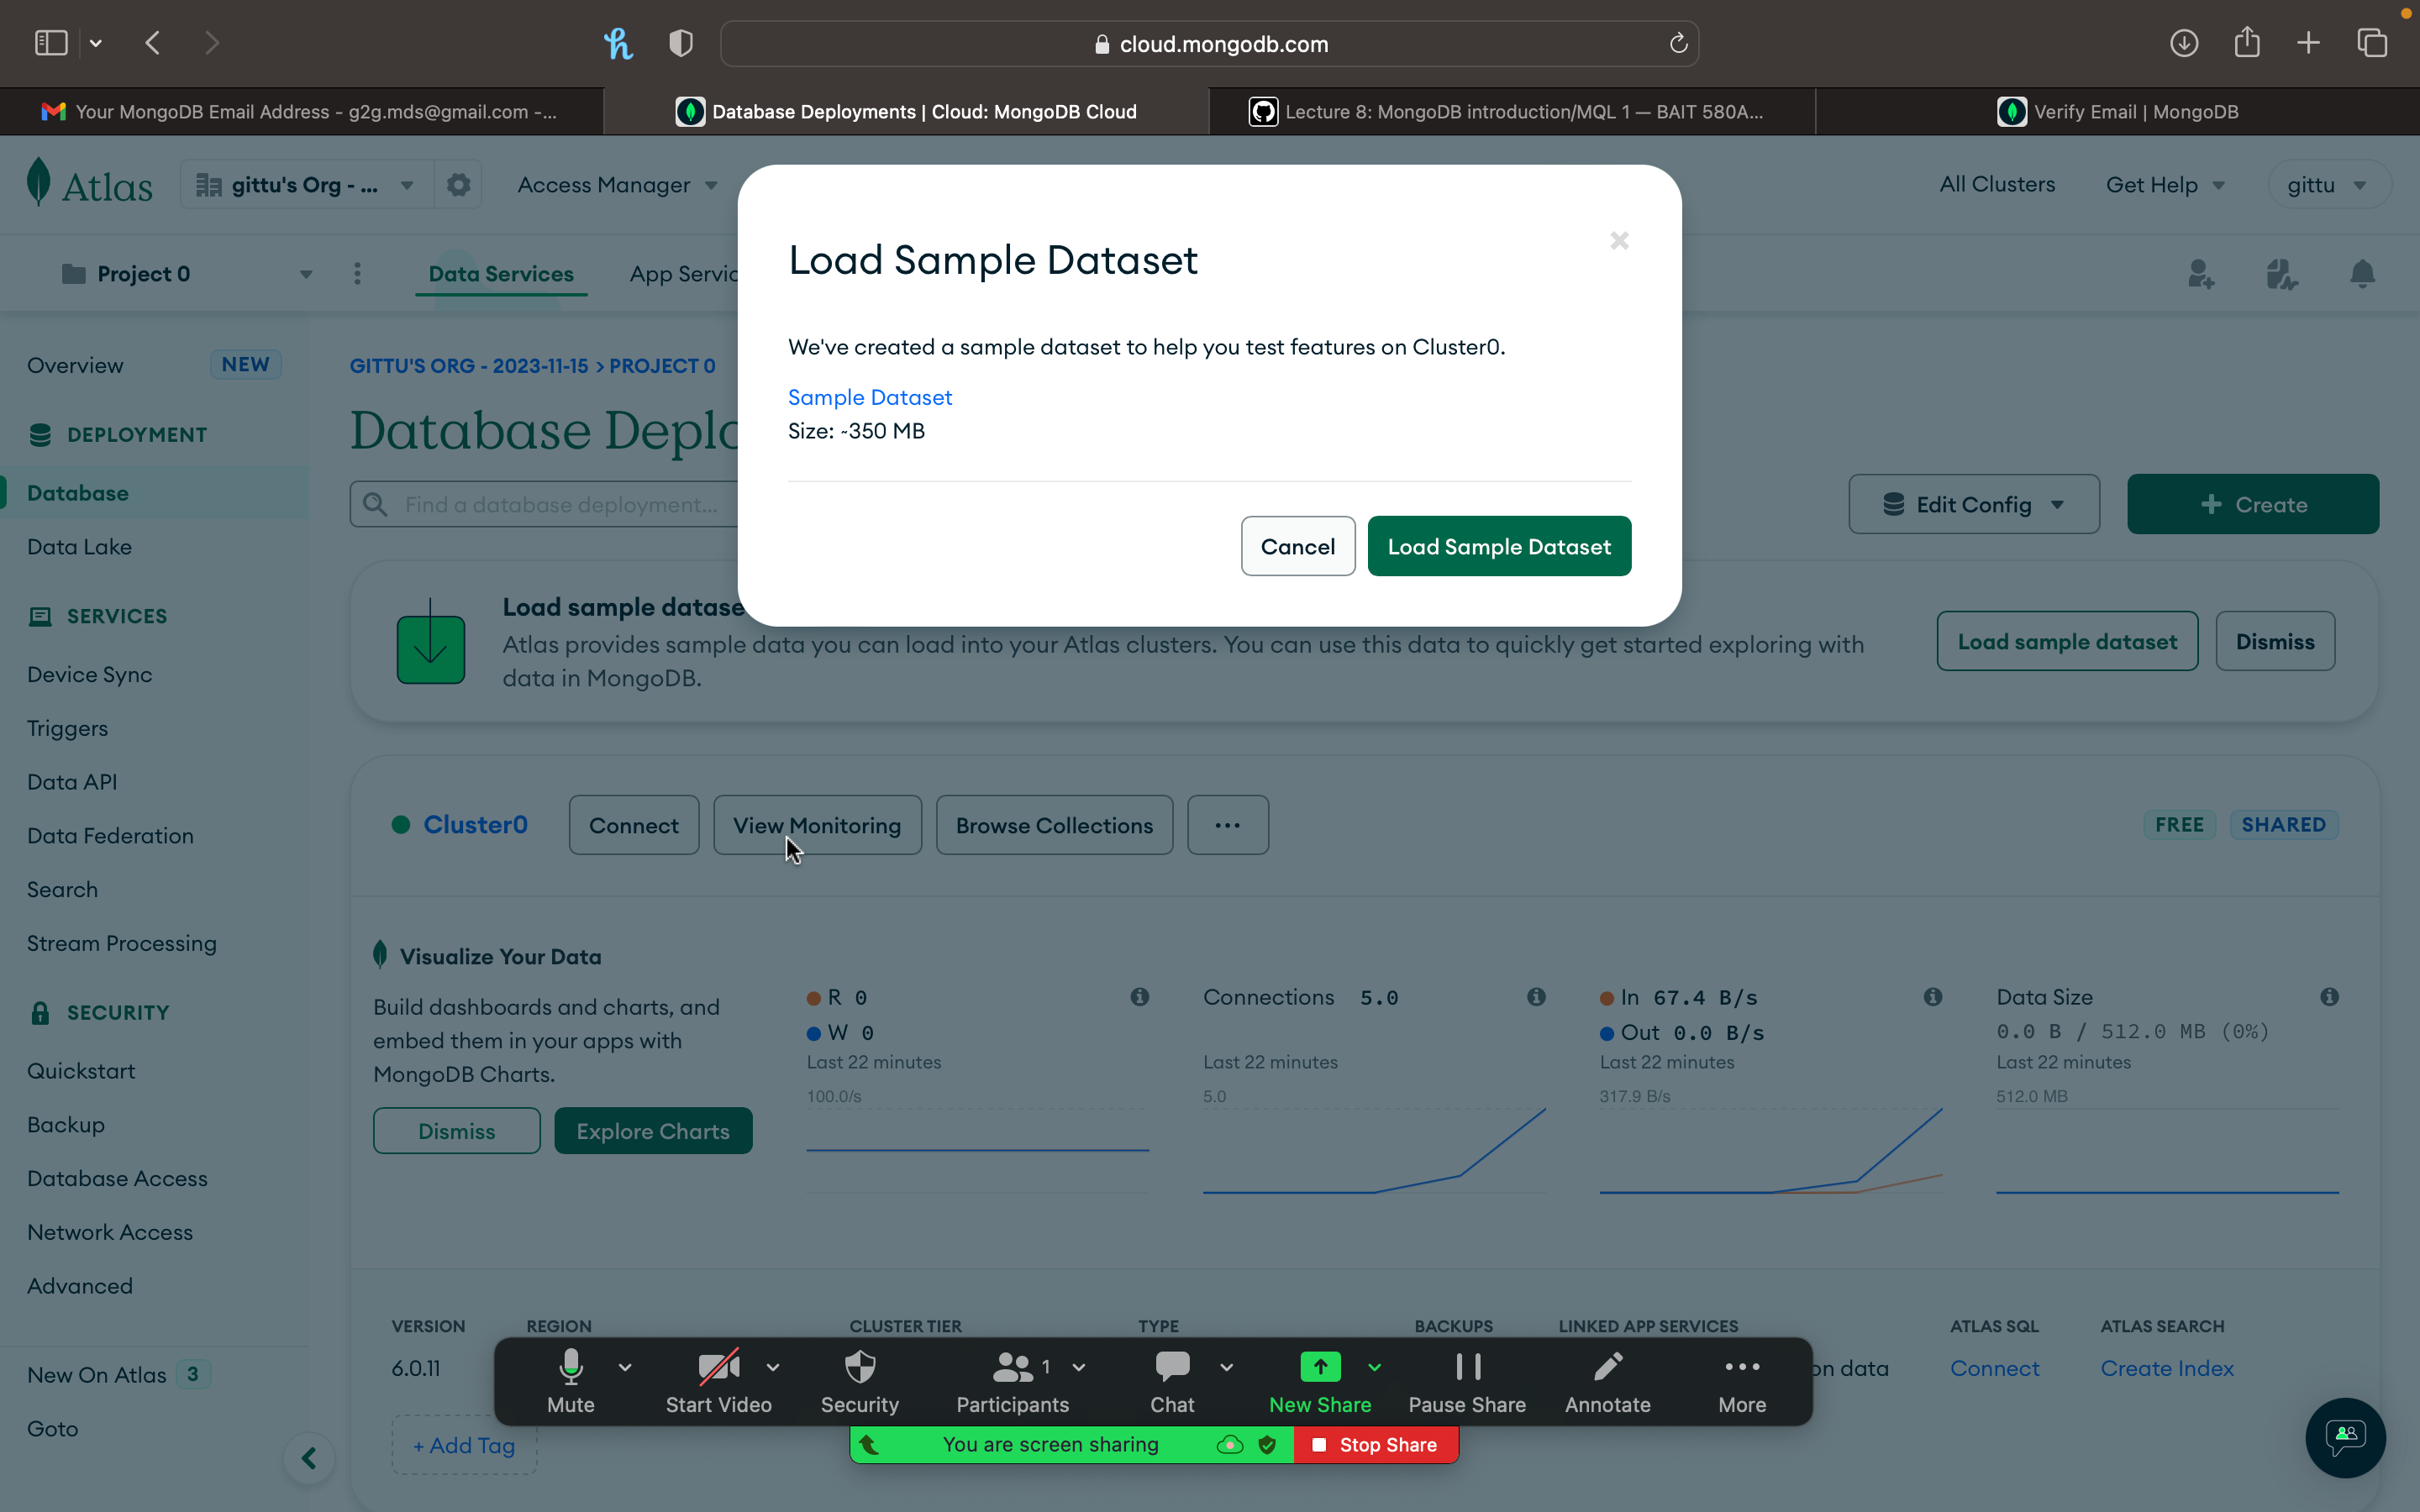 cloud.mongodb.com
Your MongoDB Email Address - g2g.mds@gmail.com -...
Database Deployments | Cloud: MongoDB Cloud
Lecture 8: MongoDB introduction/MQL 1 — BAIT 580A...
Verify Email | MongoDB
Atlas
gittu's Org - ...
Access Manager
All Clusters
Get Help
gittu
Project 0
Data Services
App Servic
Load Sample Dataset
We've created a sample dataset to help you test features on Cluster0.
Sample Dataset
Size: ~350 MB
Cancel
Load Sample Dataset
Overview
NEW
DEPLOYMENT
Database
Data Lake
SERVICES
Device Sync
Triggers
Data API
Data Federation
Search
Stream Processing
SECURITY
Quickstart
Backup
Database Access
Network Access
Advanced
New On Atlas 3
Goto
GITTU'S ORG - 2023-11-15 > PROJECT 0
Database Deplo
Find a database deployment...
Edit Config
+ Create
Load sample datase
Atlas provides sample data you can load into your Atlas clusters. You can use this data to quickly get started exploring with
data in MongoDB.
Load sample dataset
Dismiss
Cluster0
Connect
View Monitoring
Browse Collections
...
FREE
SHARED
Visualize Your Data
Build dashboards and charts, and
embed them in your apps with
MongoDB Charts.
Dismiss
Explore Charts
R 0
W 0
Last 22 minutes
100.0/s
Connections 5.0
Last 22 minutes
5.0
In 67.4 B/s
Out 0.0 B/s
Last 22 minutes
317.9 B/s
Data Size
0.0 B / 512.0 MB (0%)
Last 22 minutes
512.0 MB
VERSION
REGION
CLUSTER TIER
TYPE
BACKUPS
LINKED APP SERVICES
ATLAS SQL
ATLAS SEARCH
6.0.11
on data
Connect
Create Index
+ Add Tag
Mute
Start Video
Security
1
Participants
Chat
New Share
Pause Share
Annotate
More
You are screen sharing
Stop Share